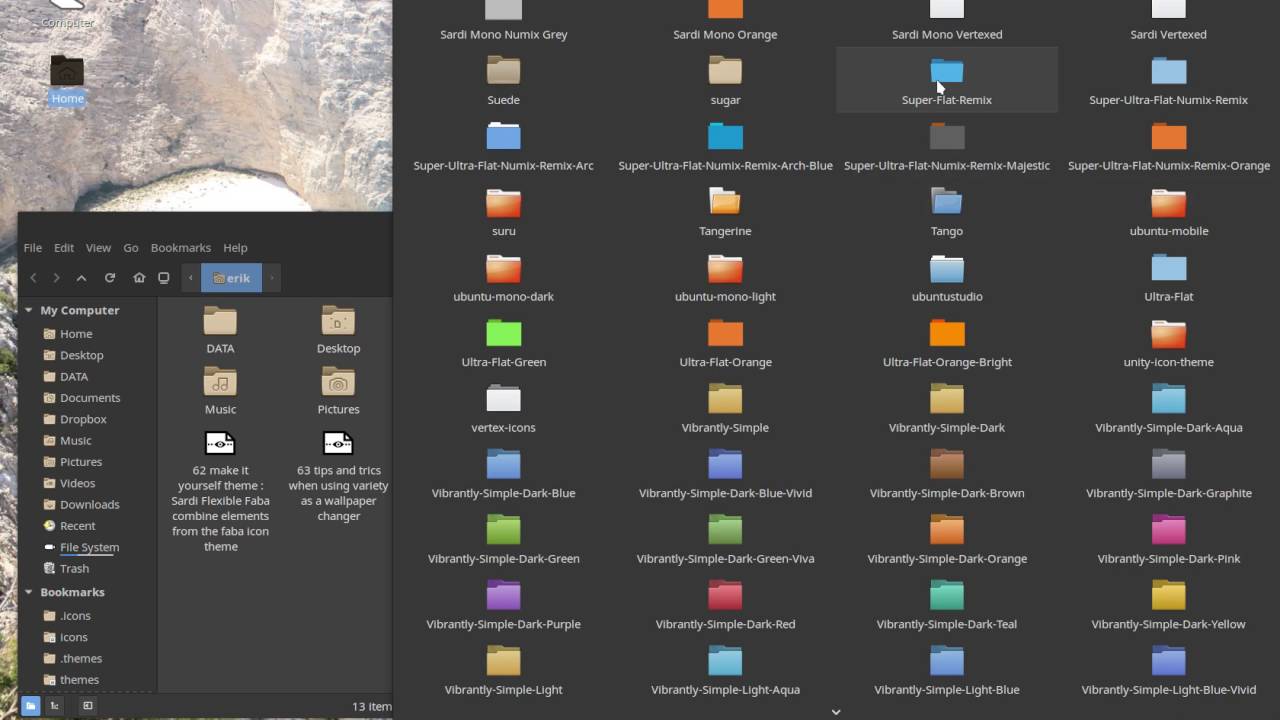 Computer
Home
File Edit View Go Bookmarks Help
erik
My Computer
Home
Desktop
DATA
Documents
Dropbox
Music
Pictures
Videos
Downloads
Recent
File System
Trash
Bookmarks
.icons
icons
.themes
themes
DATA
Desktop
Music
Pictures
62 make it
yourself theme :
Sardi Flexible Faba
combine elements
from the faba icon
theme
63 tips and trics
when using variety
as a wallpaper
changer
13 item
Sardi Mono Numix Grey
Sardi Mono Orange
Sardi Mono Vertexed
Sardi Vertexed
Suede
sugar
Super-Flat-Remix
Super-Ultra-Flat-Numix-Remix
Super-Ultra-Flat-Numix-Remix-Arc
Super-Ultra-Flat-Numix-Remix-Arch-Blue
Super-Ultra-Flat-Numix-Remix-Majestic
Super-Ultra-Flat-Numix-Remix-Orange
suru
Tangerine
Tango
ubuntu-mobile
ubuntu-mono-dark
ubuntu-mono-light
ubuntustudio
Ultra-Flat
Ultra-Flat-Green
Ultra-Flat-Orange
Ultra-Flat-Orange-Bright
unity-icon-theme
vertex-icons
Vibrantly-Simple
Vibrantly-Simple-Dark
Vibrantly-Simple-Dark-Aqua
Vibrantly-Simple-Dark-Blue
Vibrantly-Simple-Dark-Blue-Vivid
Vibrantly-Simple-Dark-Brown
Vibrantly-Simple-Dark-Graphite
Vibrantly-Simple-Dark-Green
Vibrantly-Simple-Dark-Green-Viva
Vibrantly-Simple-Dark-Orange
Vibrantly-Simple-Dark-Pink
Vibrantly-Simple-Dark-Purple
Vibrantly-Simple-Dark-Red
Vibrantly-Simple-Dark-Teal
Vibrantly-Simple-Dark-Yellow
Vibrantly-Simple-Light
Vibrantly-Simple-Light-Aqua
Vibrantly-Simple-Light-Blue
Vibrantly-Simple-Light-Blue-Vivid